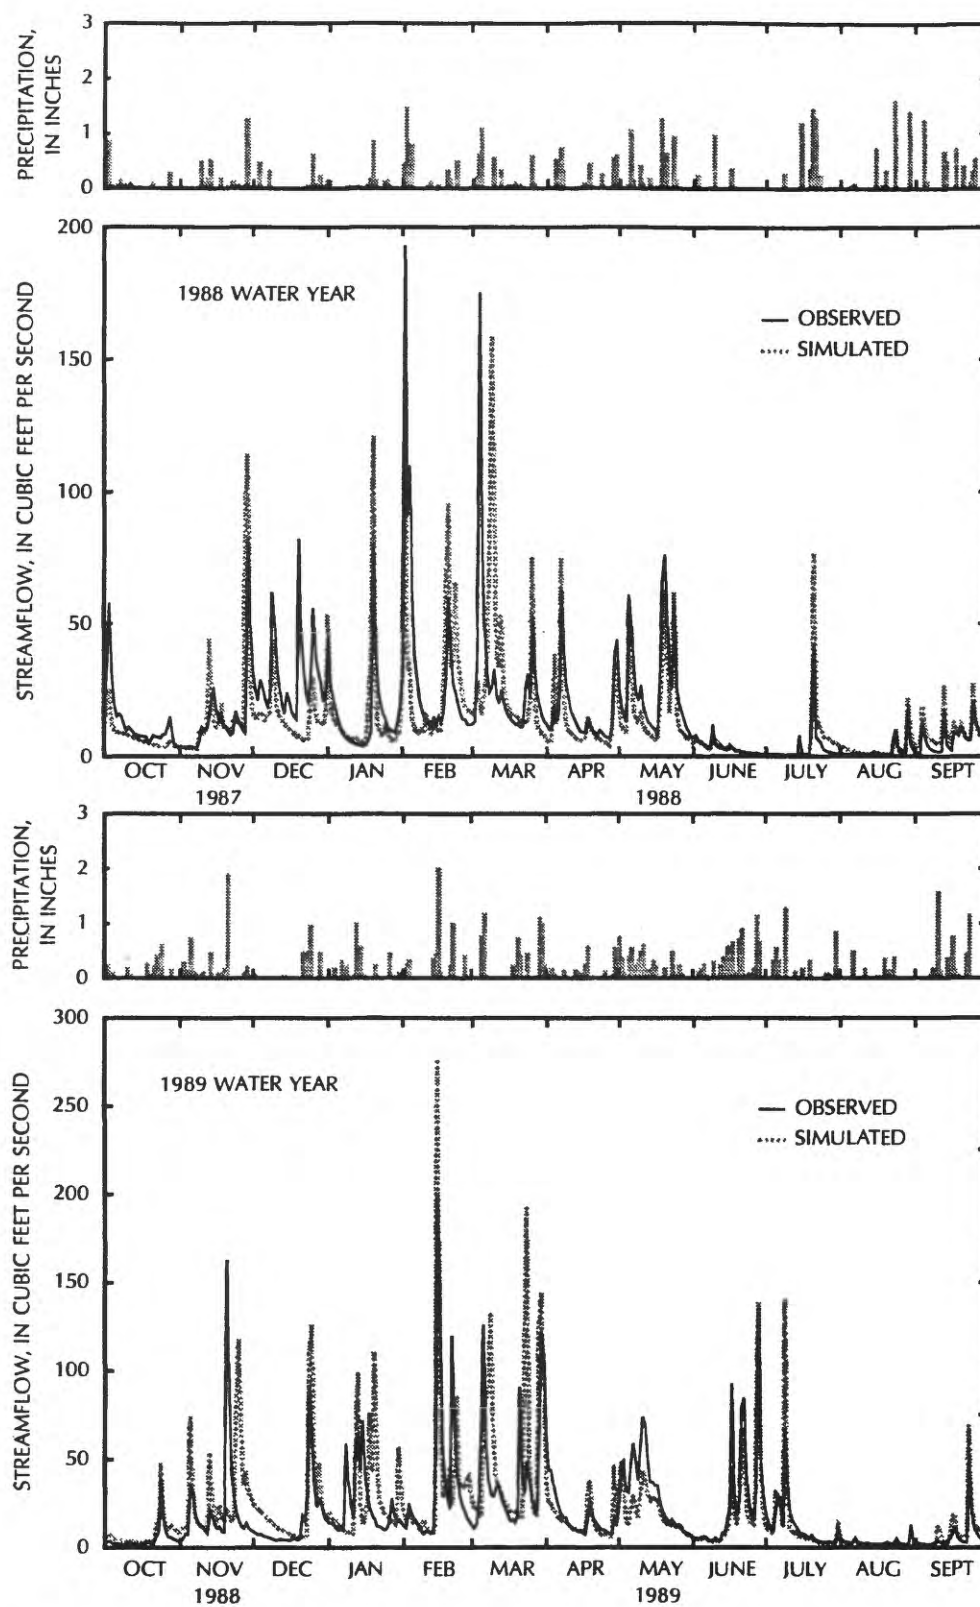 PRECIPITATION,
IN INCHES
3
2
1
0
STREAMFLOW, IN CUBIC FEET PER SECOND
200
150
100
50
0
1988 WATER YEAR
OBSERVED
SIMULATED
OCT NOV DEC JAN FEB MAR APR MAY JUNE JULY AUG SEPT
1987 1988
PRECIPITATION,
IN INCHES
3
2
1
0
STREAMFLOW, IN CUBIC FEET PER SECOND
300
250
200
150
100
50
0
1989 WATER YEAR
OBSERVED
SIMULATED
OCT NOV DEC JAN FEB MAR APR MAY JUNE JULY AUG SEPT
1988 1989